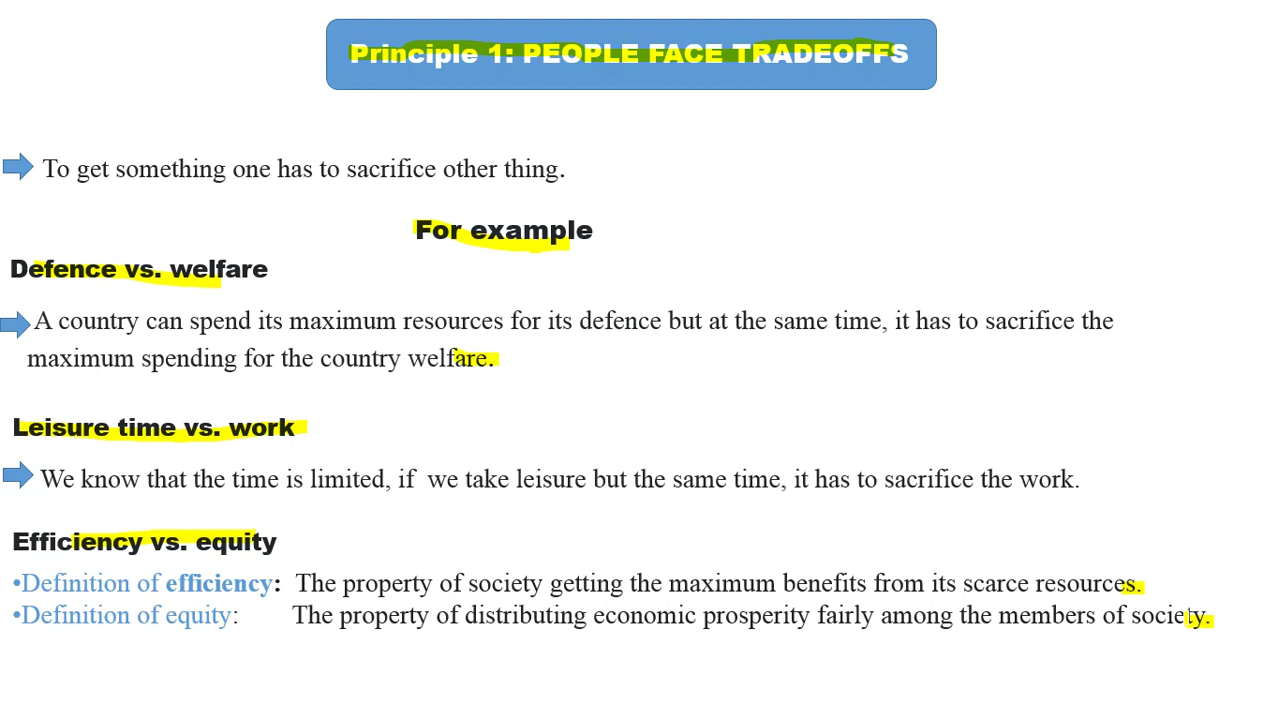 Principle 1: PEOPLE FACE TRADEOFFS
To get something one has to sacrifice other thing.
For example
Defence vs. welfare
A country can spend its maximum resources for its defence but at the same time, it has to sacrifice the
maximum spending for the country welfare.
Leisure time vs. work
We know that the time is limited, if we take leisure but the same time, it has to sacrifice the work.
Efficiency vs. equity
•Definition of efficiency: The property of society getting the maximum benefits from its scarce resources.
•Definition of equity: The property of distributing economic prosperity fairly among the members of society.